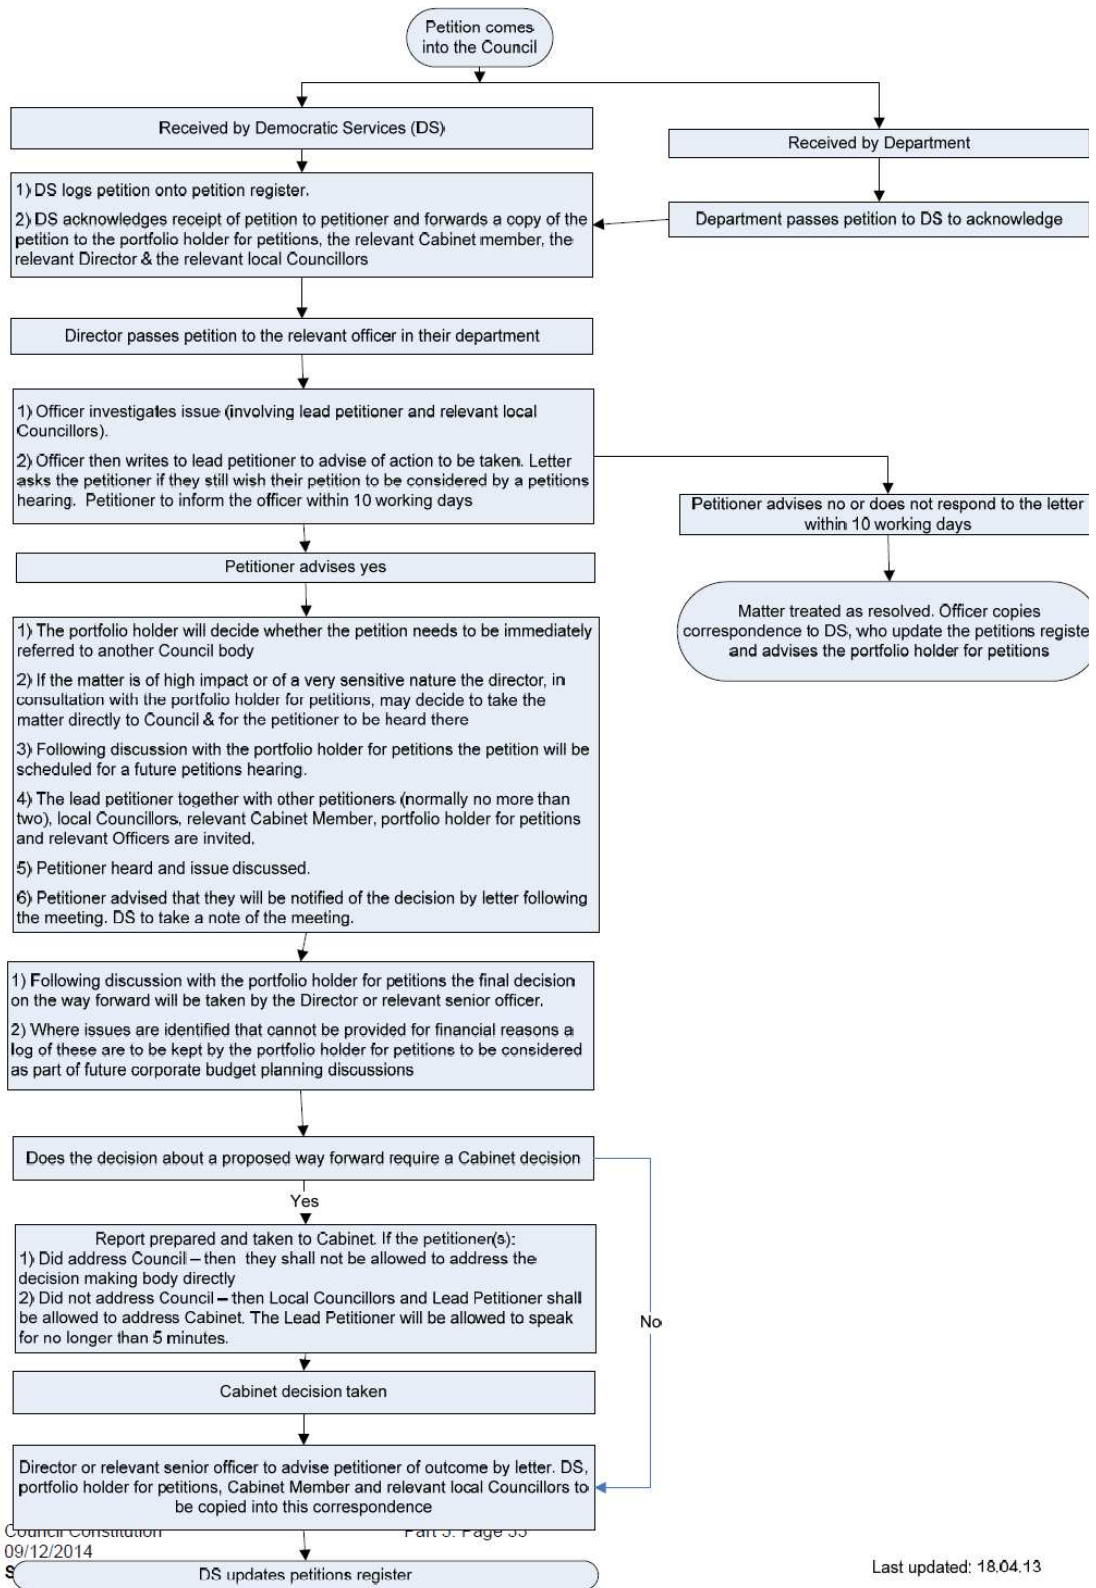 Petition comes
into the Council
Received by Democratic Services (DS)
Received by Department
1) DS logs petition onto petition register.
2) DS acknowledges receipt of petition to petitioner and forwards a copy of the
petition to the portfolio holder for petitions, the relevant Cabinet member, the
relevant Director & the relevant local Councillors
Department passes petition to DS to acknowledge
Director passes petition to the relevant officer in their department
1) Officer investigates issue (involving lead petitioner and relevant local
Councillors).
2) Officer then writes to lead petitioner to advise of action to be taken. Letter
asks the petitioner if they still wish their petition to be considered by a petitions
hearing. Petitioner to inform the officer within 10 working days
Petitioner advises no or does not respond to the letter
within 10 working days
Petitioner advises yes
Matter treated as resolved. Officer copies
correspondence to DS, who update the petitions registe
and advises the portfolio holder for petitions
1) The portfolio holder will decide whether the petition needs to be immediately
referred to another Council body
2) If the matter is of high impact or of a very sensitive nature the director, in
consultation with the portfolio holder for petitions, may decide to take the
matter directly to Council & for the petitioner to be heard there
3) Following discussion with the portfolio holder for petitions the petition will be
scheduled for a future petitions hearing.
4) The lead petitioner together with other petitioners (normally no more than
two), local Councillors, relevant Cabinet Member, portfolio holder for petitions
and relevant Officers are invited.
5) Petitioner heard and issue discussed.
6) Petitioner advised that they will be notified of the decision by letter following
the meeting. DS to take a note of the meeting.
1) Following discussion with the portfolio holder for petitions the final decision
on the way forward will be taken by the Director or relevant senior officer.
2) Where issues are identified that cannot be provided for financial reasons a
log of these are to be kept by the portfolio holder for petitions to be considered
as part of future corporate budget planning discussions
Does the decision about a proposed way forward require a Cabinet decision
Yes
Report prepared and taken to Cabinet. If the petitioner(s):
1) Did address Council – then they shall not be allowed to address the
decision making body directly
2) Did not address Council – then Local Councillors and Lead Petitioner shall
be allowed to address Cabinet. The Lead Petitioner will be allowed to speak
for no longer than 5 minutes.
No
Cabinet decision taken
Director or relevant senior officer to advise petitioner of outcome by letter. DS,
portfolio holder for petitions, Cabinet Member and relevant local Councillors to
be copied into this correspondence
Council Constitution
Part 5: Page
09/12/2014
S
DS updates petitions register
Last updated: 18.04.13